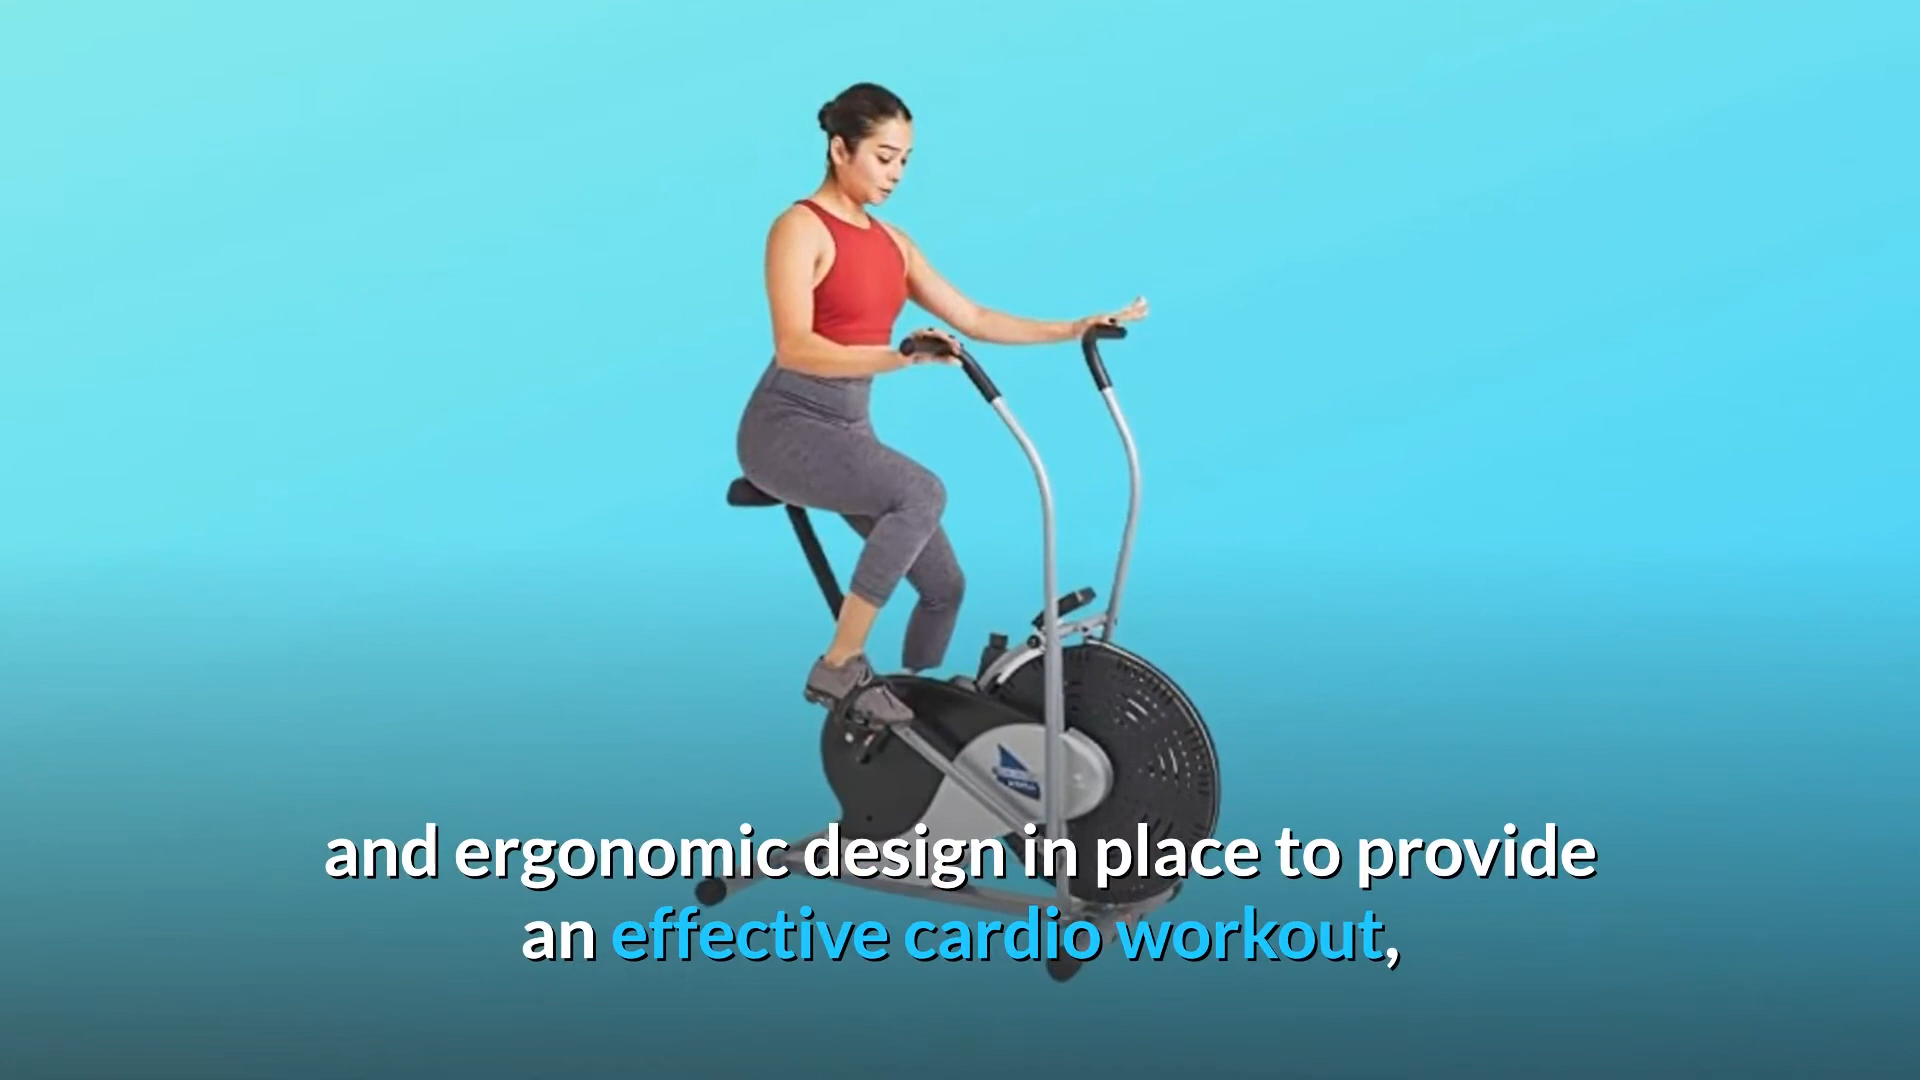 and ergonomic design in place to provide
an effective cardio workout,